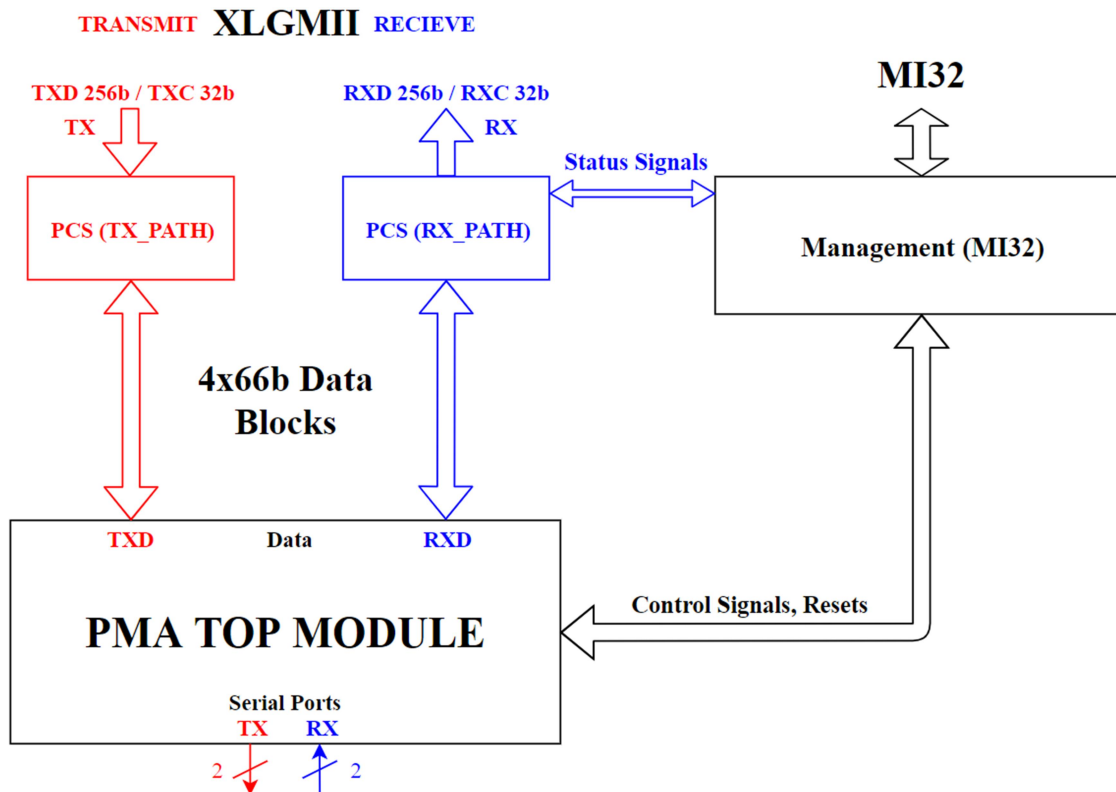 TRANSMIT XLGMII RECIEVE
MI32
TXD 256b / TXC 32b
RXD 256b / RXC 32b
TX
RX
Status Signals
PCS (TX_PATH)
PCS (RX_PATH)
Management (MI32)
4x66b Data
Blocks
TXD
Data
RXD
Control Signals, Resets
PMA TOP MODULE
Serial Ports
TX
RX
2
2